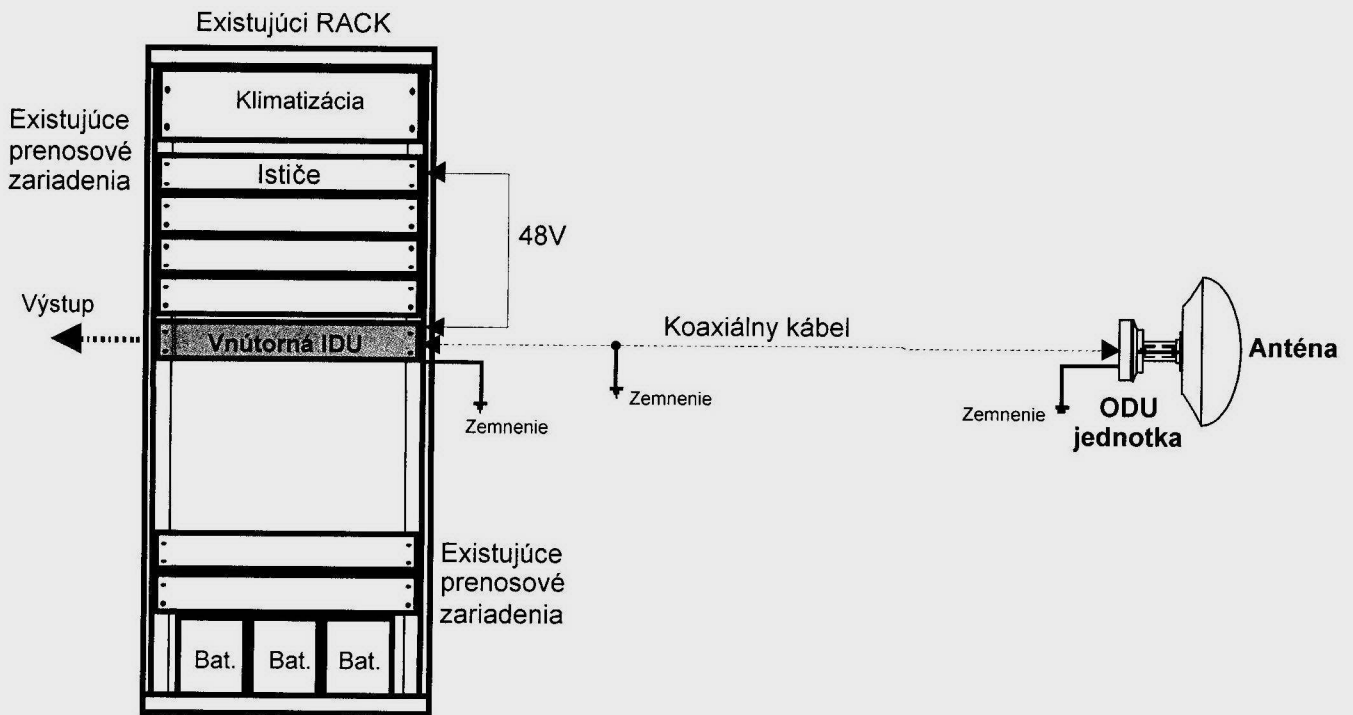 Existujúci RACK
Klimatizácia
Existujúce
prenosové
zariadenia
Ističe
48V
Výstup
Vnútorná IDU
Koaxiálny kábel
Anténa
Zemnenie
Zemnenie
Zemnenie
ODU
jednotka
Existujúce
prenosové
zariadenia
Bat.
Bat.
Bat.